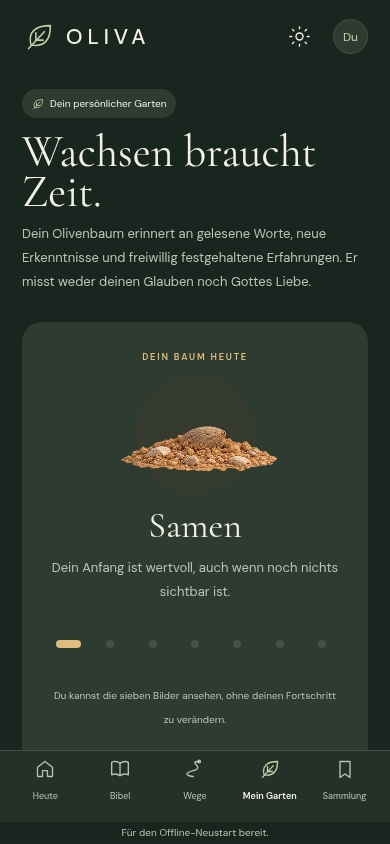 OLIVA
Du
Dein persönlicher Garten
Wachsen braucht
Zeit.
Dein Olivenbaum erinnert an gelesene Worte, neue
Erkenntnisse und freiwillig festgehaltene Erfahrungen. Er
misst weder deinen Glauben noch Gottes Liebe.
DEIN BAUM HEUTE
Samen
Dein Anfang ist wertvoll, auch wenn noch nichts
sichtbar ist.
Du kannst die sieben Bilder ansehen, ohne deinen Fortschritt
zu verändern.
Heute
Bibel
Wege
Mein Garten
Sammlung
Für den Offline-Neustart bereit.